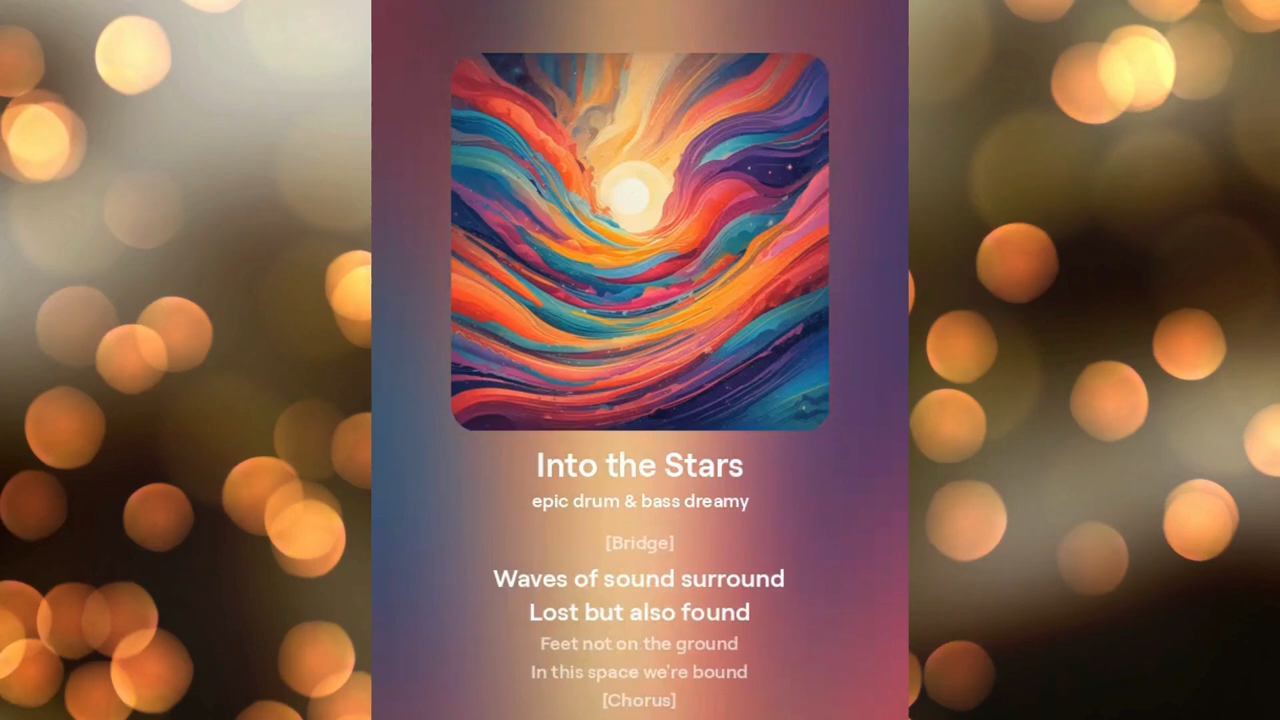 Into the Stars
epic drum & bass dreamy
[Bridge]
Waves of sound surround
Lost but also found
Feet not on the ground
In this space we're bound
[Chorus]